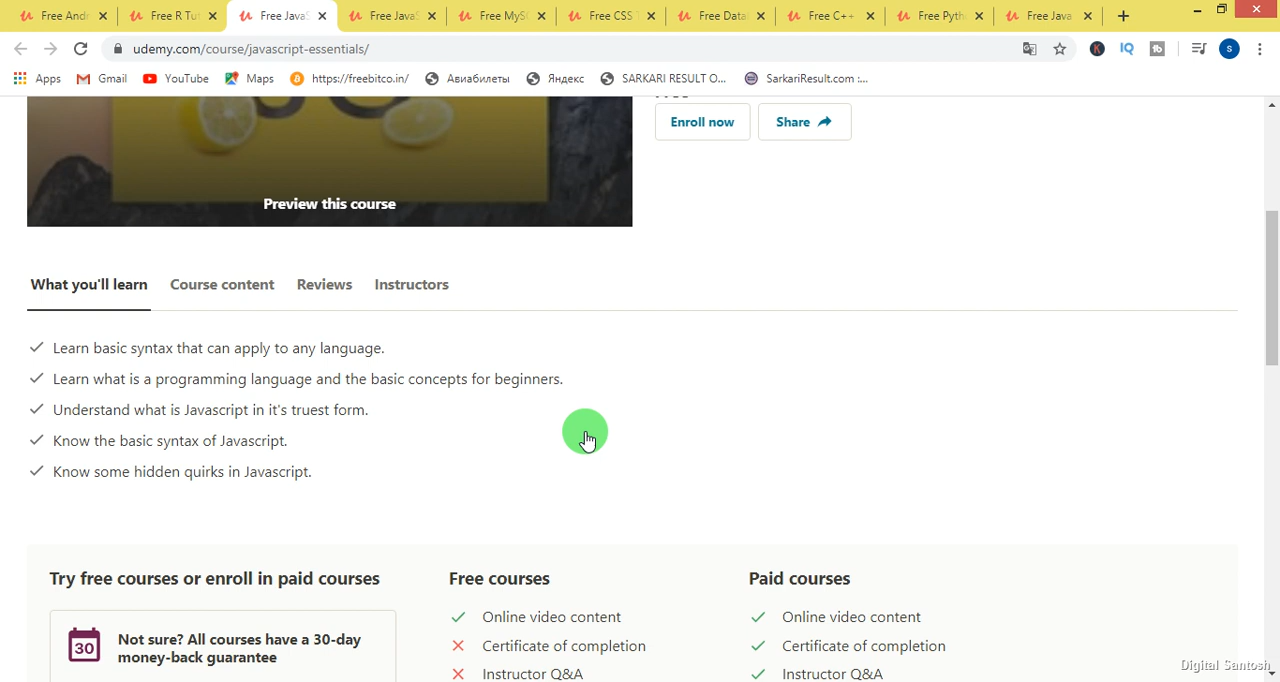 Free And
Free R Tut
Free JavaS
Free JavaS
Free MyS
Free CSS T
Free Data
Free C++
Free Pyth
Free Java
udemy.com/course/javascript-essentials/
Apps
Gmail
YouTube
Maps
https://freebitco.in/
Авиабилеты
Яндекс
SARKARI RESULT O...
SarkariResult.com :...
Enroll now
Share
Preview this course
What you'll learn
Course content
Reviews
Instructors
Learn basic syntax that can apply to any language.
Learn what is a programming language and the basic concepts for beginners.
Understand what is Javascript in it's truest form.
Know the basic syntax of Javascript.
Know some hidden quirks in Javascript.
Try free courses or enroll in paid courses
Free courses
Paid courses
Online video content
Online video content
30
Not sure? All courses have a 30-day
money-back guarantee
Certificate of completion
Certificate of completion
Instructor Q&A
Instructor Q&A
Digital Santosh